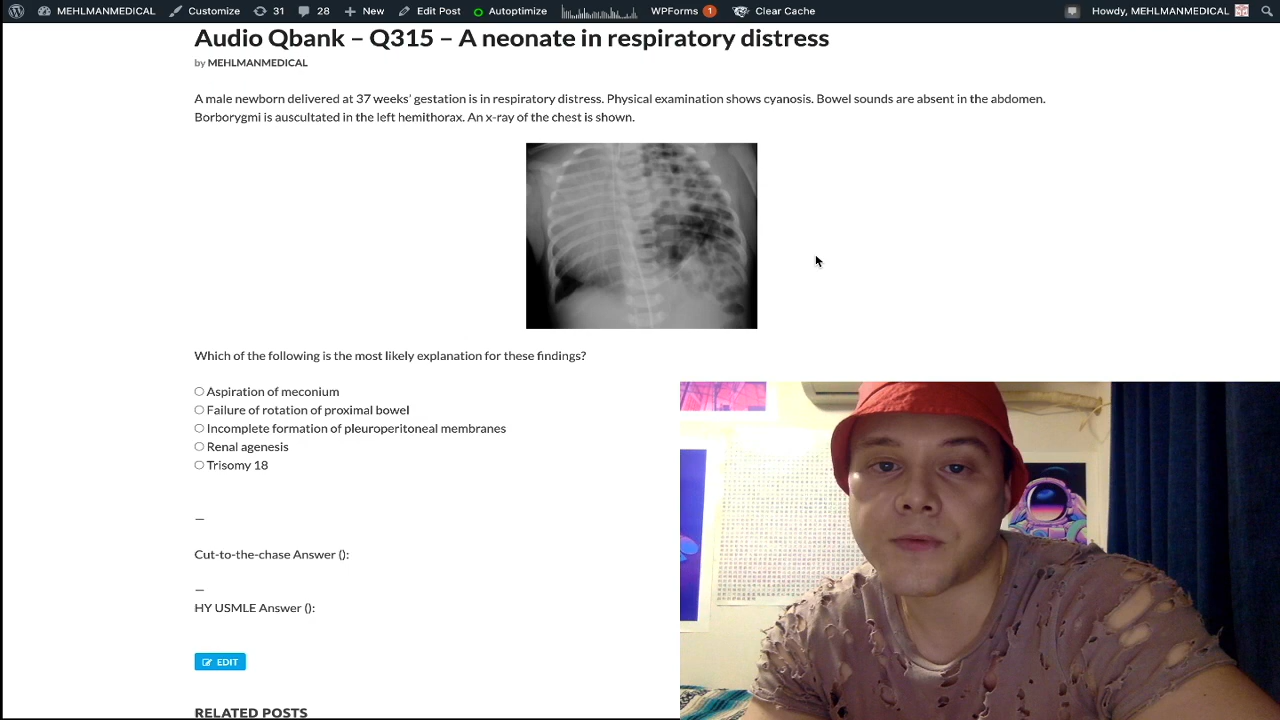 MEHLMANMEDICAL Customize 31 28 New Edit Post Autoptimize WPForms 1 Clear Cache Howdy, MEHLMANMEDICAL
Audio Qbank – Q315 – A neonate in respiratory distress
by MEHLMANMEDICAL
A male newborn delivered at 37 weeks' gestation is in respiratory distress. Physical examination shows cyanosis. Bowel sounds are absent in the abdomen.
Borborygmi is auscultated in the left hemithorax. An x-ray of the chest is shown.
Which of the following is the most likely explanation for these findings?
Aspiration of meconium
Failure of rotation of proximal bowel
Incomplete formation of pleuroperitoneal membranes
Renal agenesis
Trisomy 18
—
Cut-to-the-chase Answer ():
—
HY USMLE Answer ():
EDIT
RELATED POSTS